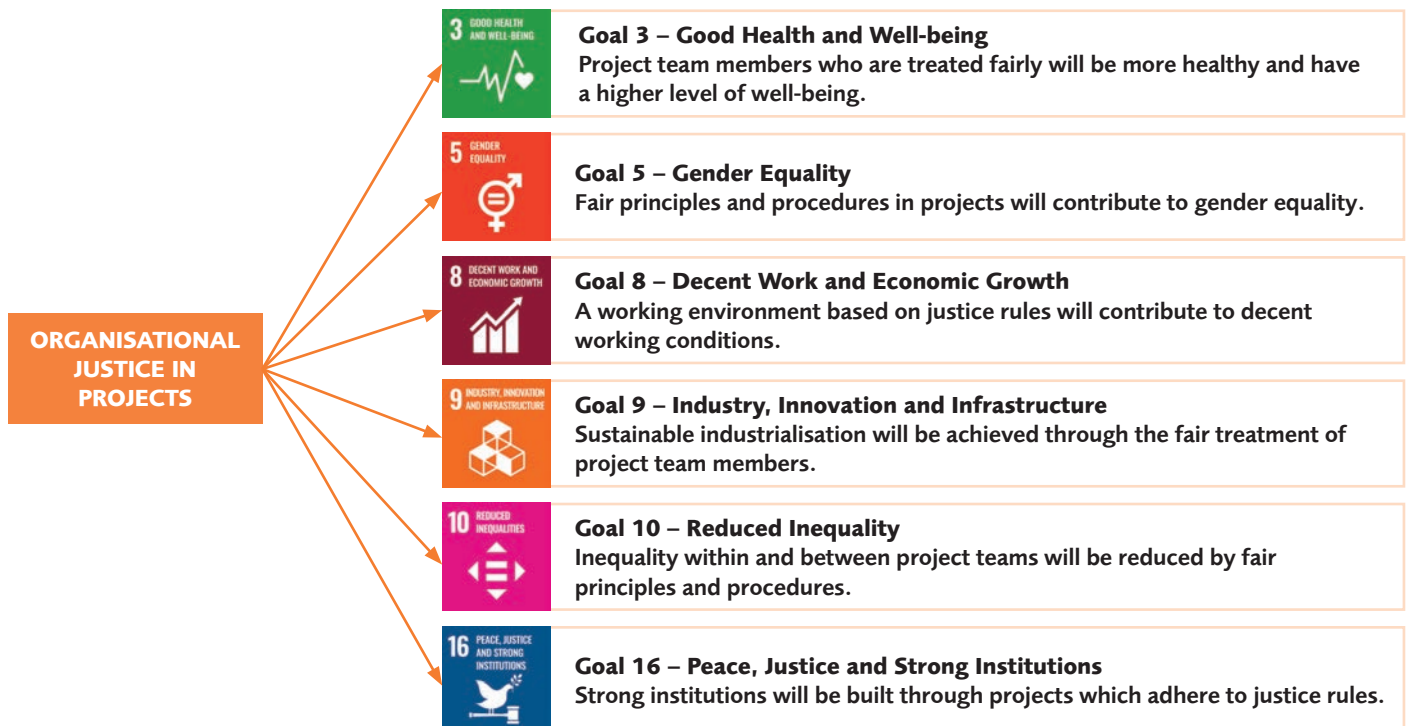 3 GOOD HEALTH
AND WELL-BEING
Goal 3 – Good Health and Well-being
Project team members who are treated fairly will be more healthy and have
a higher level of well-being.
5 GENDER
EQUALITY
Goal 5 – Gender Equality
Fair principles and procedures in projects will contribute to gender equality.
8 DECENT WORK AND
ECONOMIC GROWTH
Goal 8 – Decent Work and Economic Growth
A working environment based on justice rules will contribute to decent
working conditions.
ORGANISATIONAL
JUSTICE IN
PROJECTS
9 INDUSTRY, INNOVATION
AND INFRASTRUCTURE
Goal 9 – Industry, Innovation and Infrastructure
Sustainable industrialisation will be achieved through the fair treatment of
project team members.
10 REDUCED
INEQUALITIES
Goal 10 – Reduced Inequality
Inequality within and between project teams will be reduced by fair
principles and procedures.
16 PEACE, JUSTICE
AND STRONG
INSTITUTIONS
Goal 16 – Peace, Justice and Strong Institutions
Strong institutions will be built through projects which adhere to justice rules.